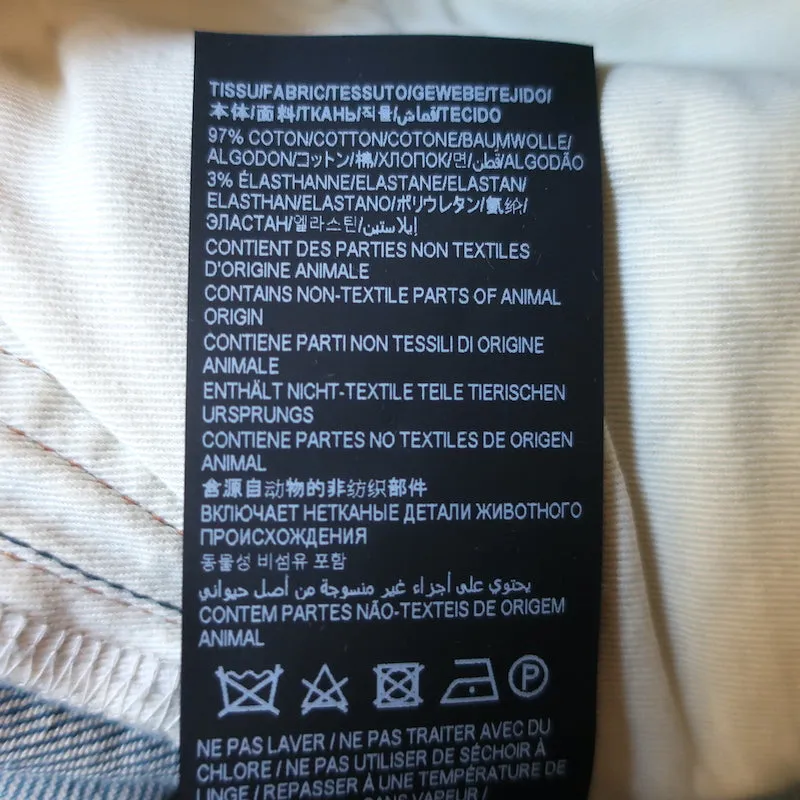 TISSU/FABRIC/TESSUTO/GEWEBE/TEJIDO/
本体/面料/ТКАНЬ/직물/قماش/TECIDO
97% COTON/COTTON/COTONE/BAUMWOLLE/
ALGODON/コットン/棉/ХЛОПОК/면/قطن/ALGODÃO
3% ÉLASTHANNE/ELASTANE/ELASTAN/
ELASTHAN/ELASTANO/ポリウレタン/氨纶/
ЭЛАСТАН/엘라스틴/إيلاستين
CONTIENT DES PARTIES NON TEXTILES
D'ORIGINE ANIMALE
CONTAINS NON-TEXTILE PARTS OF ANIMAL
ORIGIN
CONTIENE PARTI NON TESSILI DI ORIGINE
ANIMALE
ENTHÄLT NICHT-TEXTILE TEILE TIERISCHEN
URSPRUNGS
CONTIENE PARTES NO TEXTILES DE ORIGEN
ANIMAL
含源自动物的非纺织部件
ВКЛЮЧАЕТ НЕТКАНЫЕ ДЕТАЛИ ЖИВОТНОГО
ПРОИСХОЖДЕНИЯ
동물성 비섬유 포함
يحتوي على أجزاء غير منسوجة من أصل حيواني
CONTEM PARTES NÃO-TEXTEIS DE ORIGEM
ANIMAL
P
NE PAS LAVER / NE PAS TRAITER AVEC DU
CHLORE / NE PAS UTILISER DE SÉCHOIR À
LINGE / REPASSER À UNE TEMPÉRATURE DE
SANS VAPEUR /